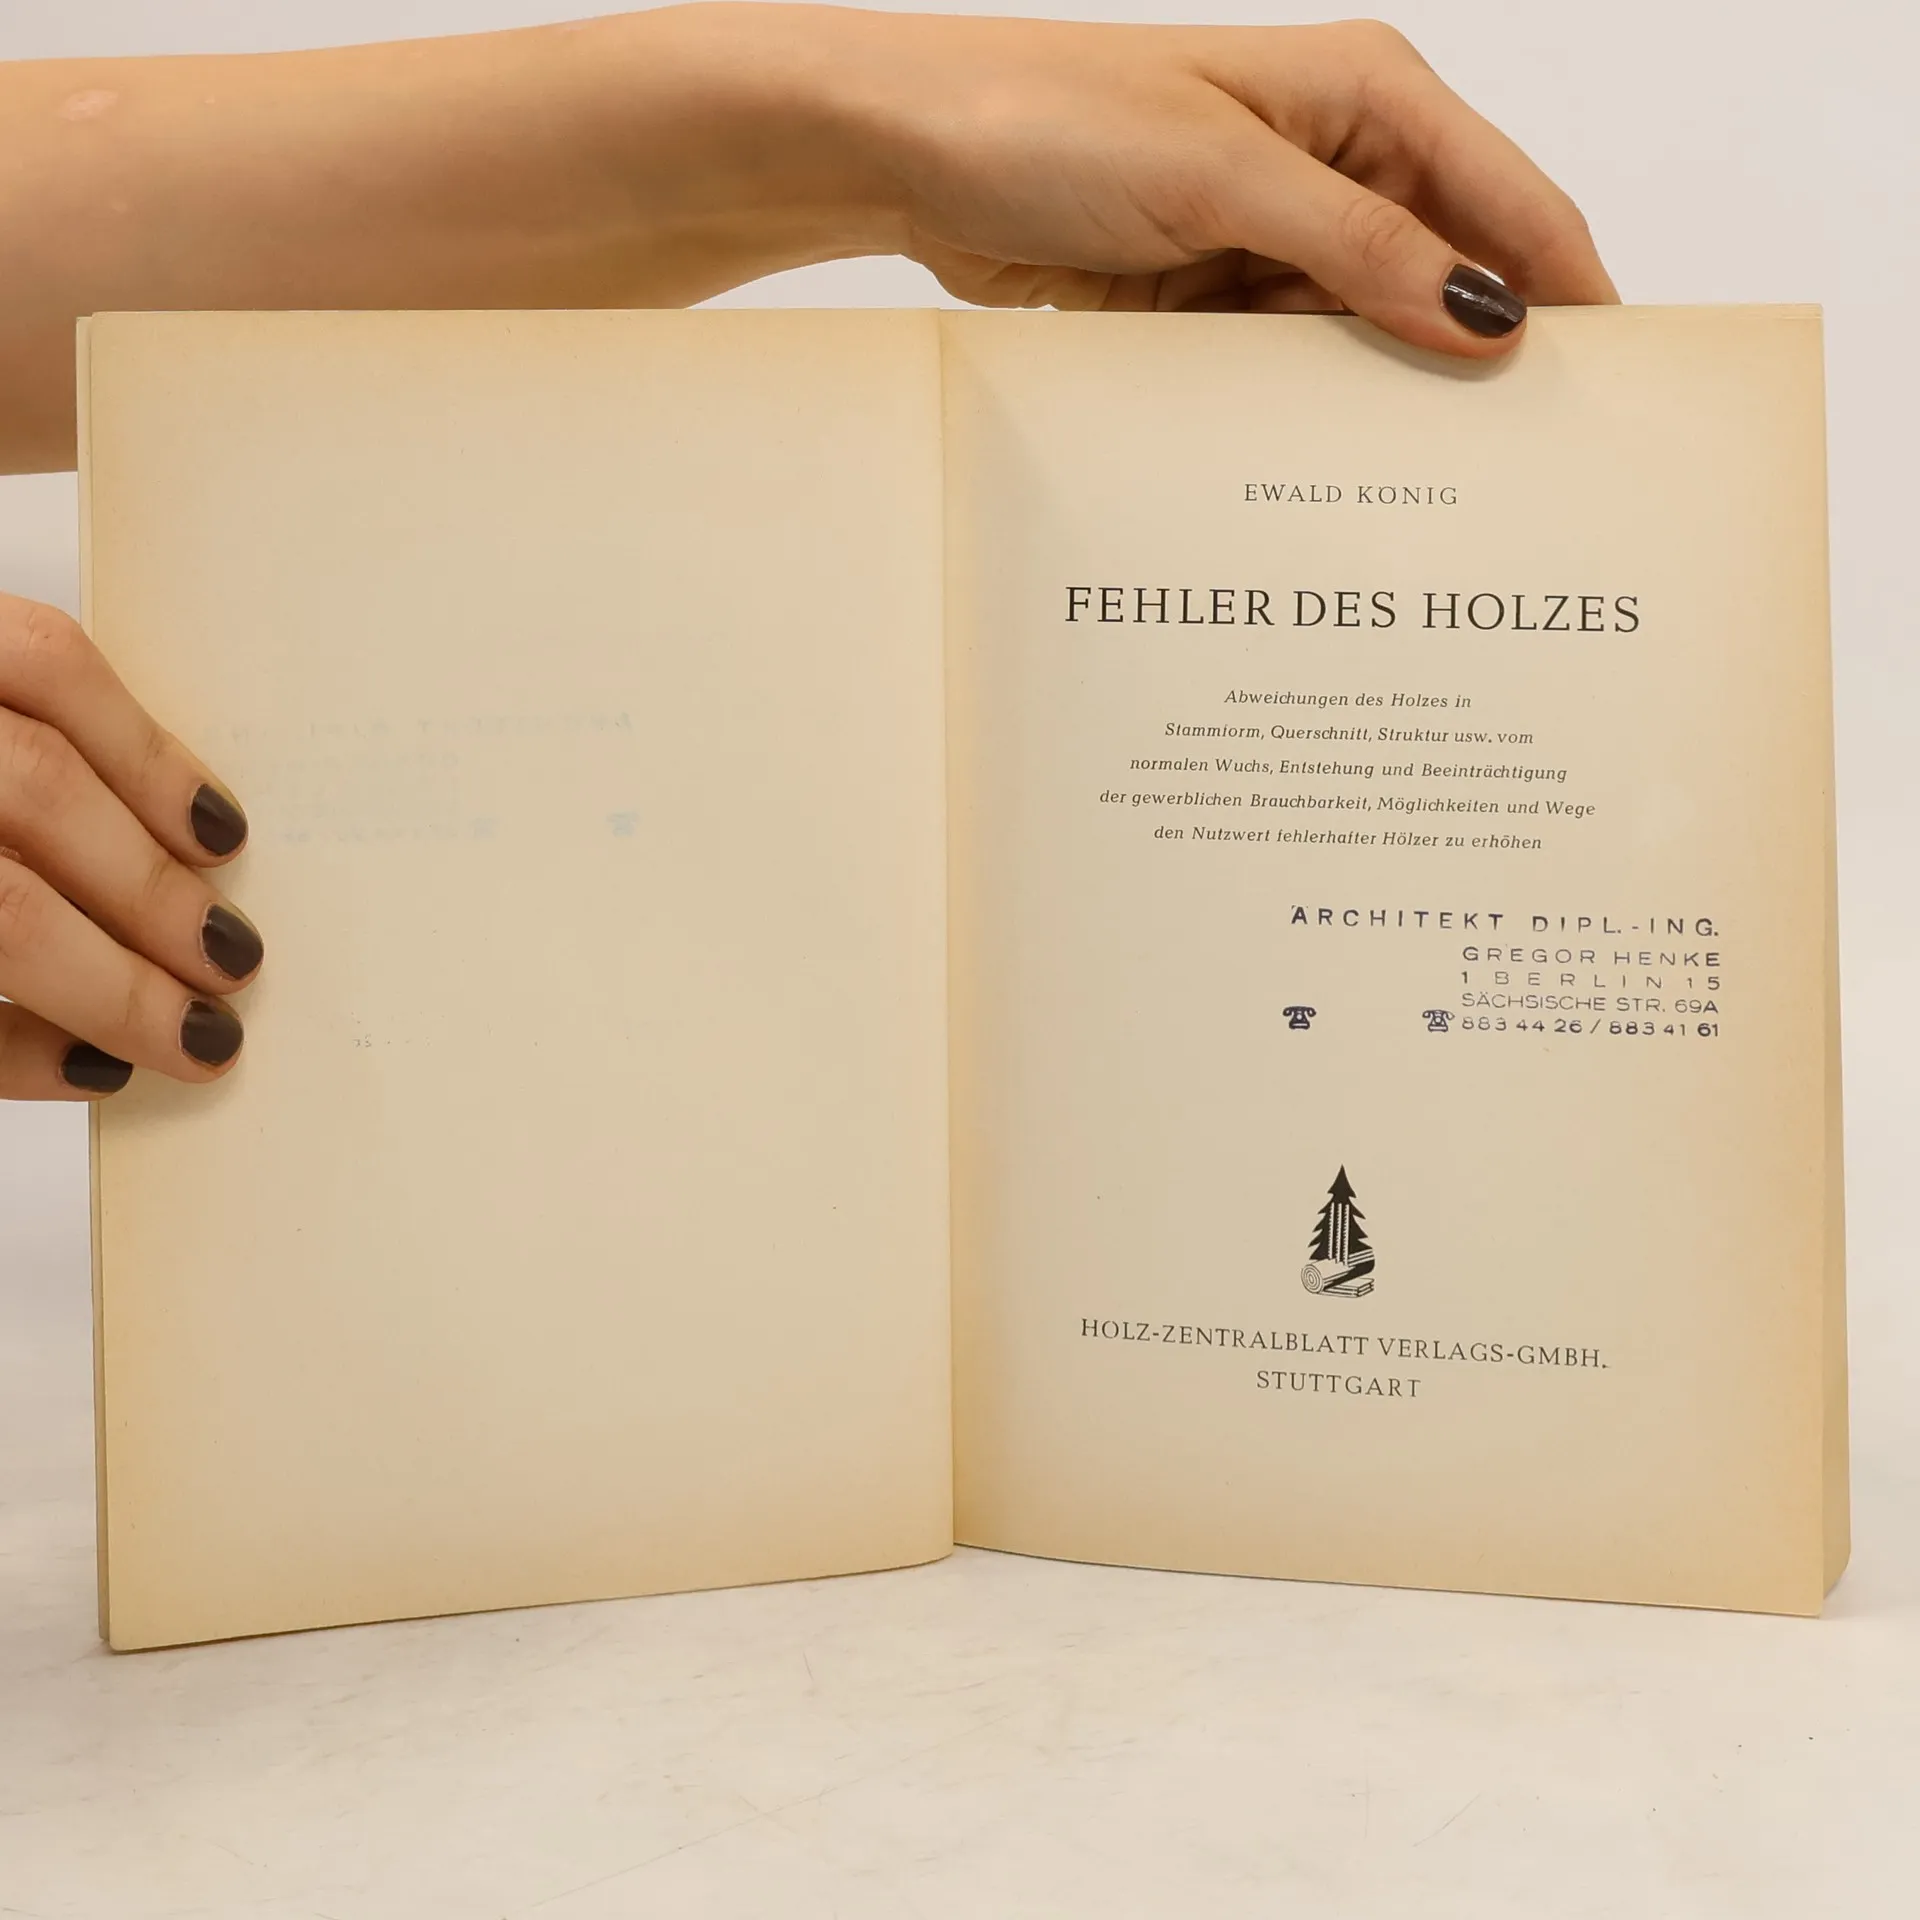 EWALD KÖNIG
FEHLER DES HOLZES
Abweichungen des Holzes in
Stammform, Querschnitt, Struktur usw. vom
normalen Wuchs, Entstehung und Beeinträchtigung
der gewerblichen Brauchbarkeit, Möglichkeiten und Wege
den Nutzwert fehlerhafter Hölzer zu erhöhen
ARCHITEKT DIPL.-ING.
GREGOR HENKE
1 BERLIN 15
SÄCHSISCHE STR. 69A
☎ ☎ 883 44 26 / 883 41 61
HOLZ-ZENTRALBLATT VERLAGS-GMBH.
STUTTGART